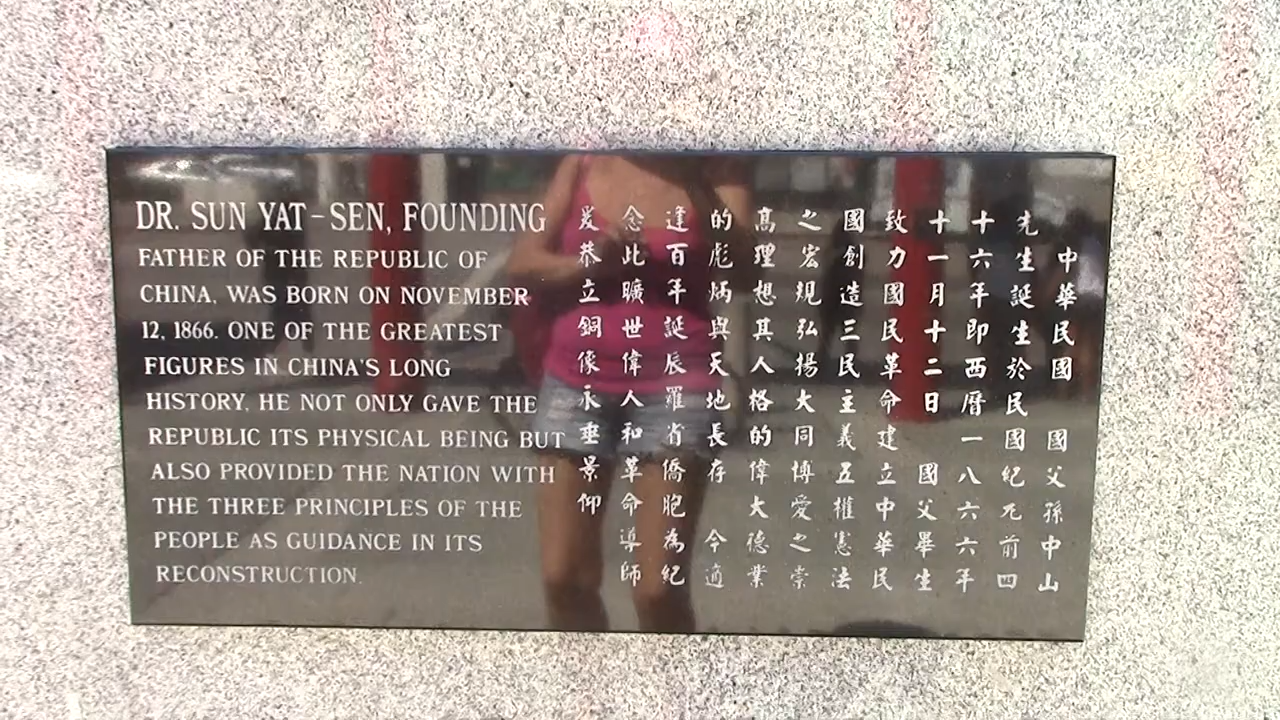 DR. SUN YAT-SEN, FOUNDING
FATHER OF THE REPUBLIC OF
CHINA, WAS BORN ON NOVEMBER
12, 1866. ONE OF THE GREATEST
FIGURES IN CHINA'S LONG
HISTORY, HE NOT ONLY GAVE THE
REPUBLIC ITS PHYSICAL BEING BUT
ALSO PROVIDED THE NATION WITH
THE THREE PRINCIPLES OF THE
PEOPLE AS GUIDANCE IN ITS
RECONSTRUCTION.
中華民國 國父孫中山
先生誕生於民國紀元前四
十六年即西曆一八六六年
十一月十二日 國父畢生
致力國民革命建立中華民
國創造三民主義五權憲法
之宏規弘揚大同博愛之崇
高理想其人格的偉大德業
的彪炳與天地長存 今適
逢百年誕辰羅省僑胞為紀
念此曠世偉人和革命導師
爰恭立銅像永垂景仰